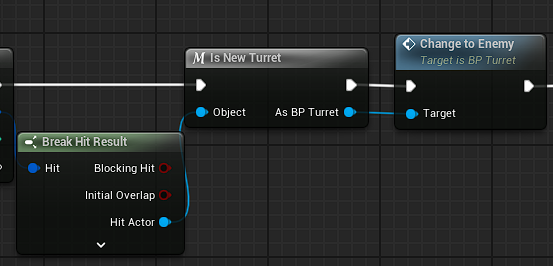 Is New Turret
Object
As BP Turret
Change to Enemy
Target is BP Turret
Target
Break Hit Result
Hit
Blocking Hit
Initial Overlap
Hit Actor